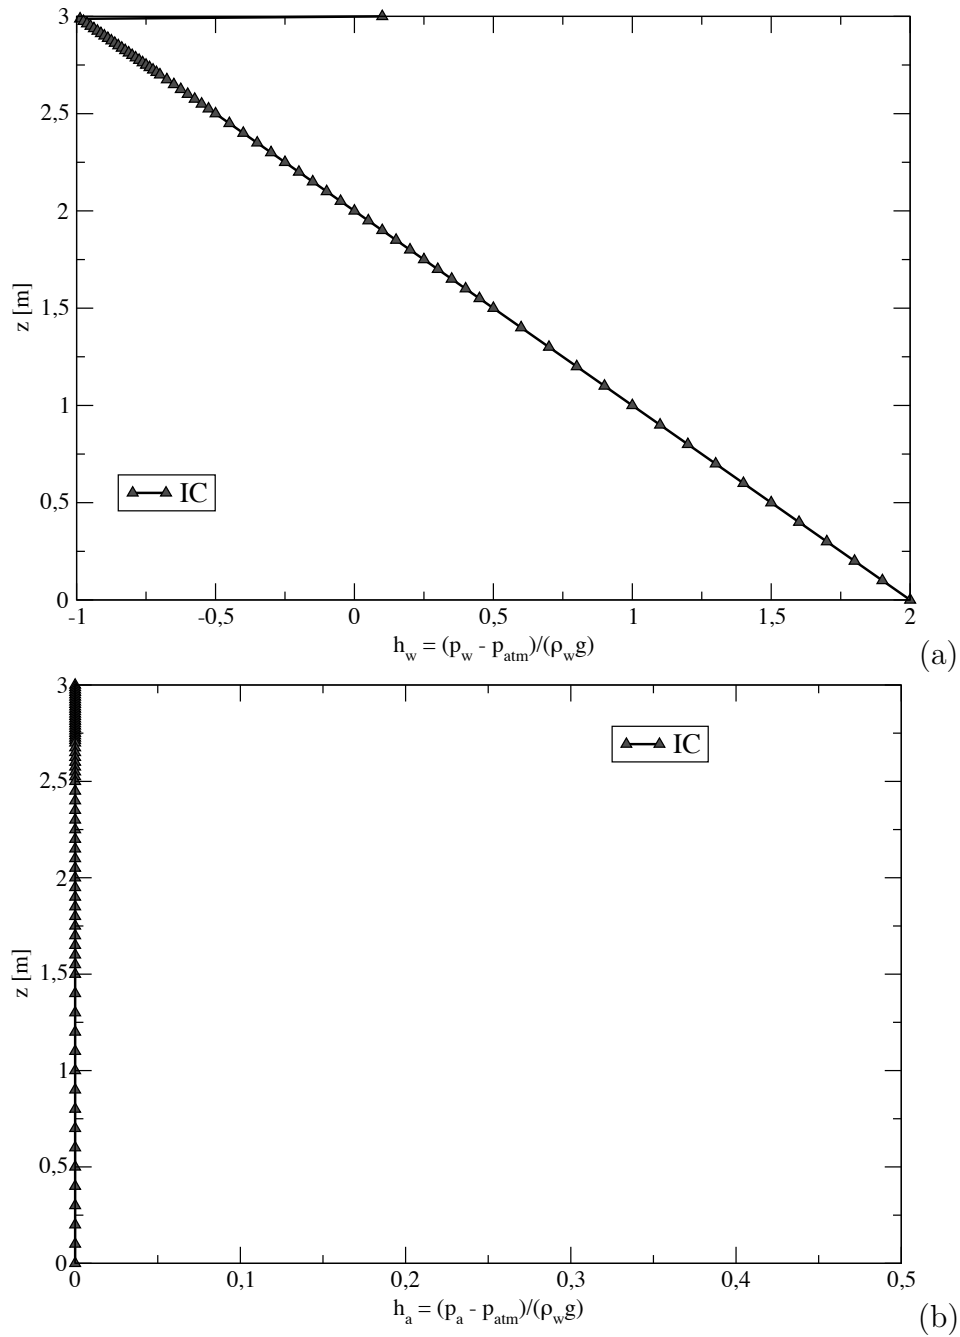 3
2,5
2
1,5
1
0,5
0
z [m]
IC
-1 -0,5 0 0,5 1 1,5 2
h_w = (p_w - p_atm)/(ρ_w g)
(a)
3
2,5
2
1,5
1
0,5
0
z [m]
IC
0 0,1 0,2 0,3 0,4 0,5
h_a = (p_a - p_atm)/(ρ_w g)
(b)